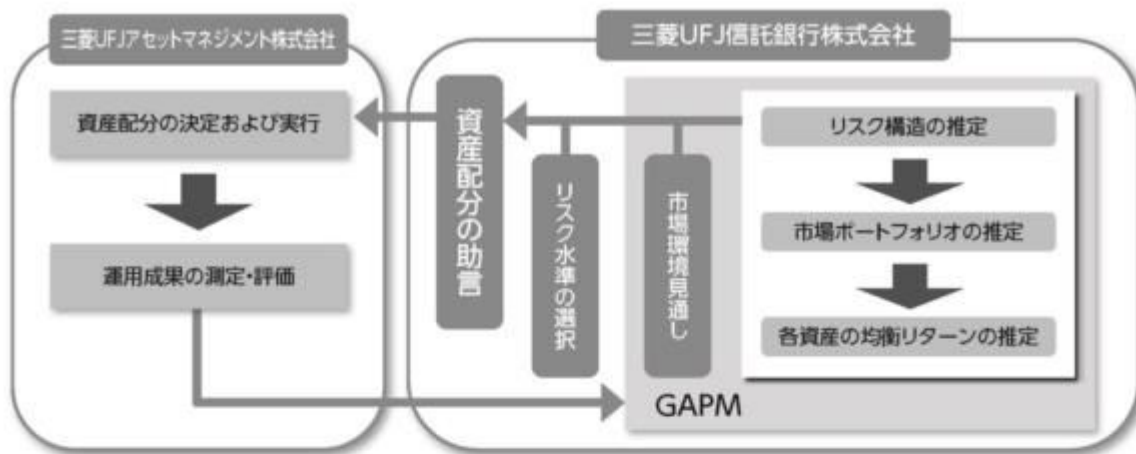 三菱UFJアセットマネジメント株式会社
資産配分の決定および実行
運用成果の測定・評価
三菱UFJ信託銀行株式会社
資産配分の助言
リスク水準の選択
市場環境見通し
リスク構造の推定
市場ポートフォリオの推定
各資産の均衡リターンの推定
GAPM